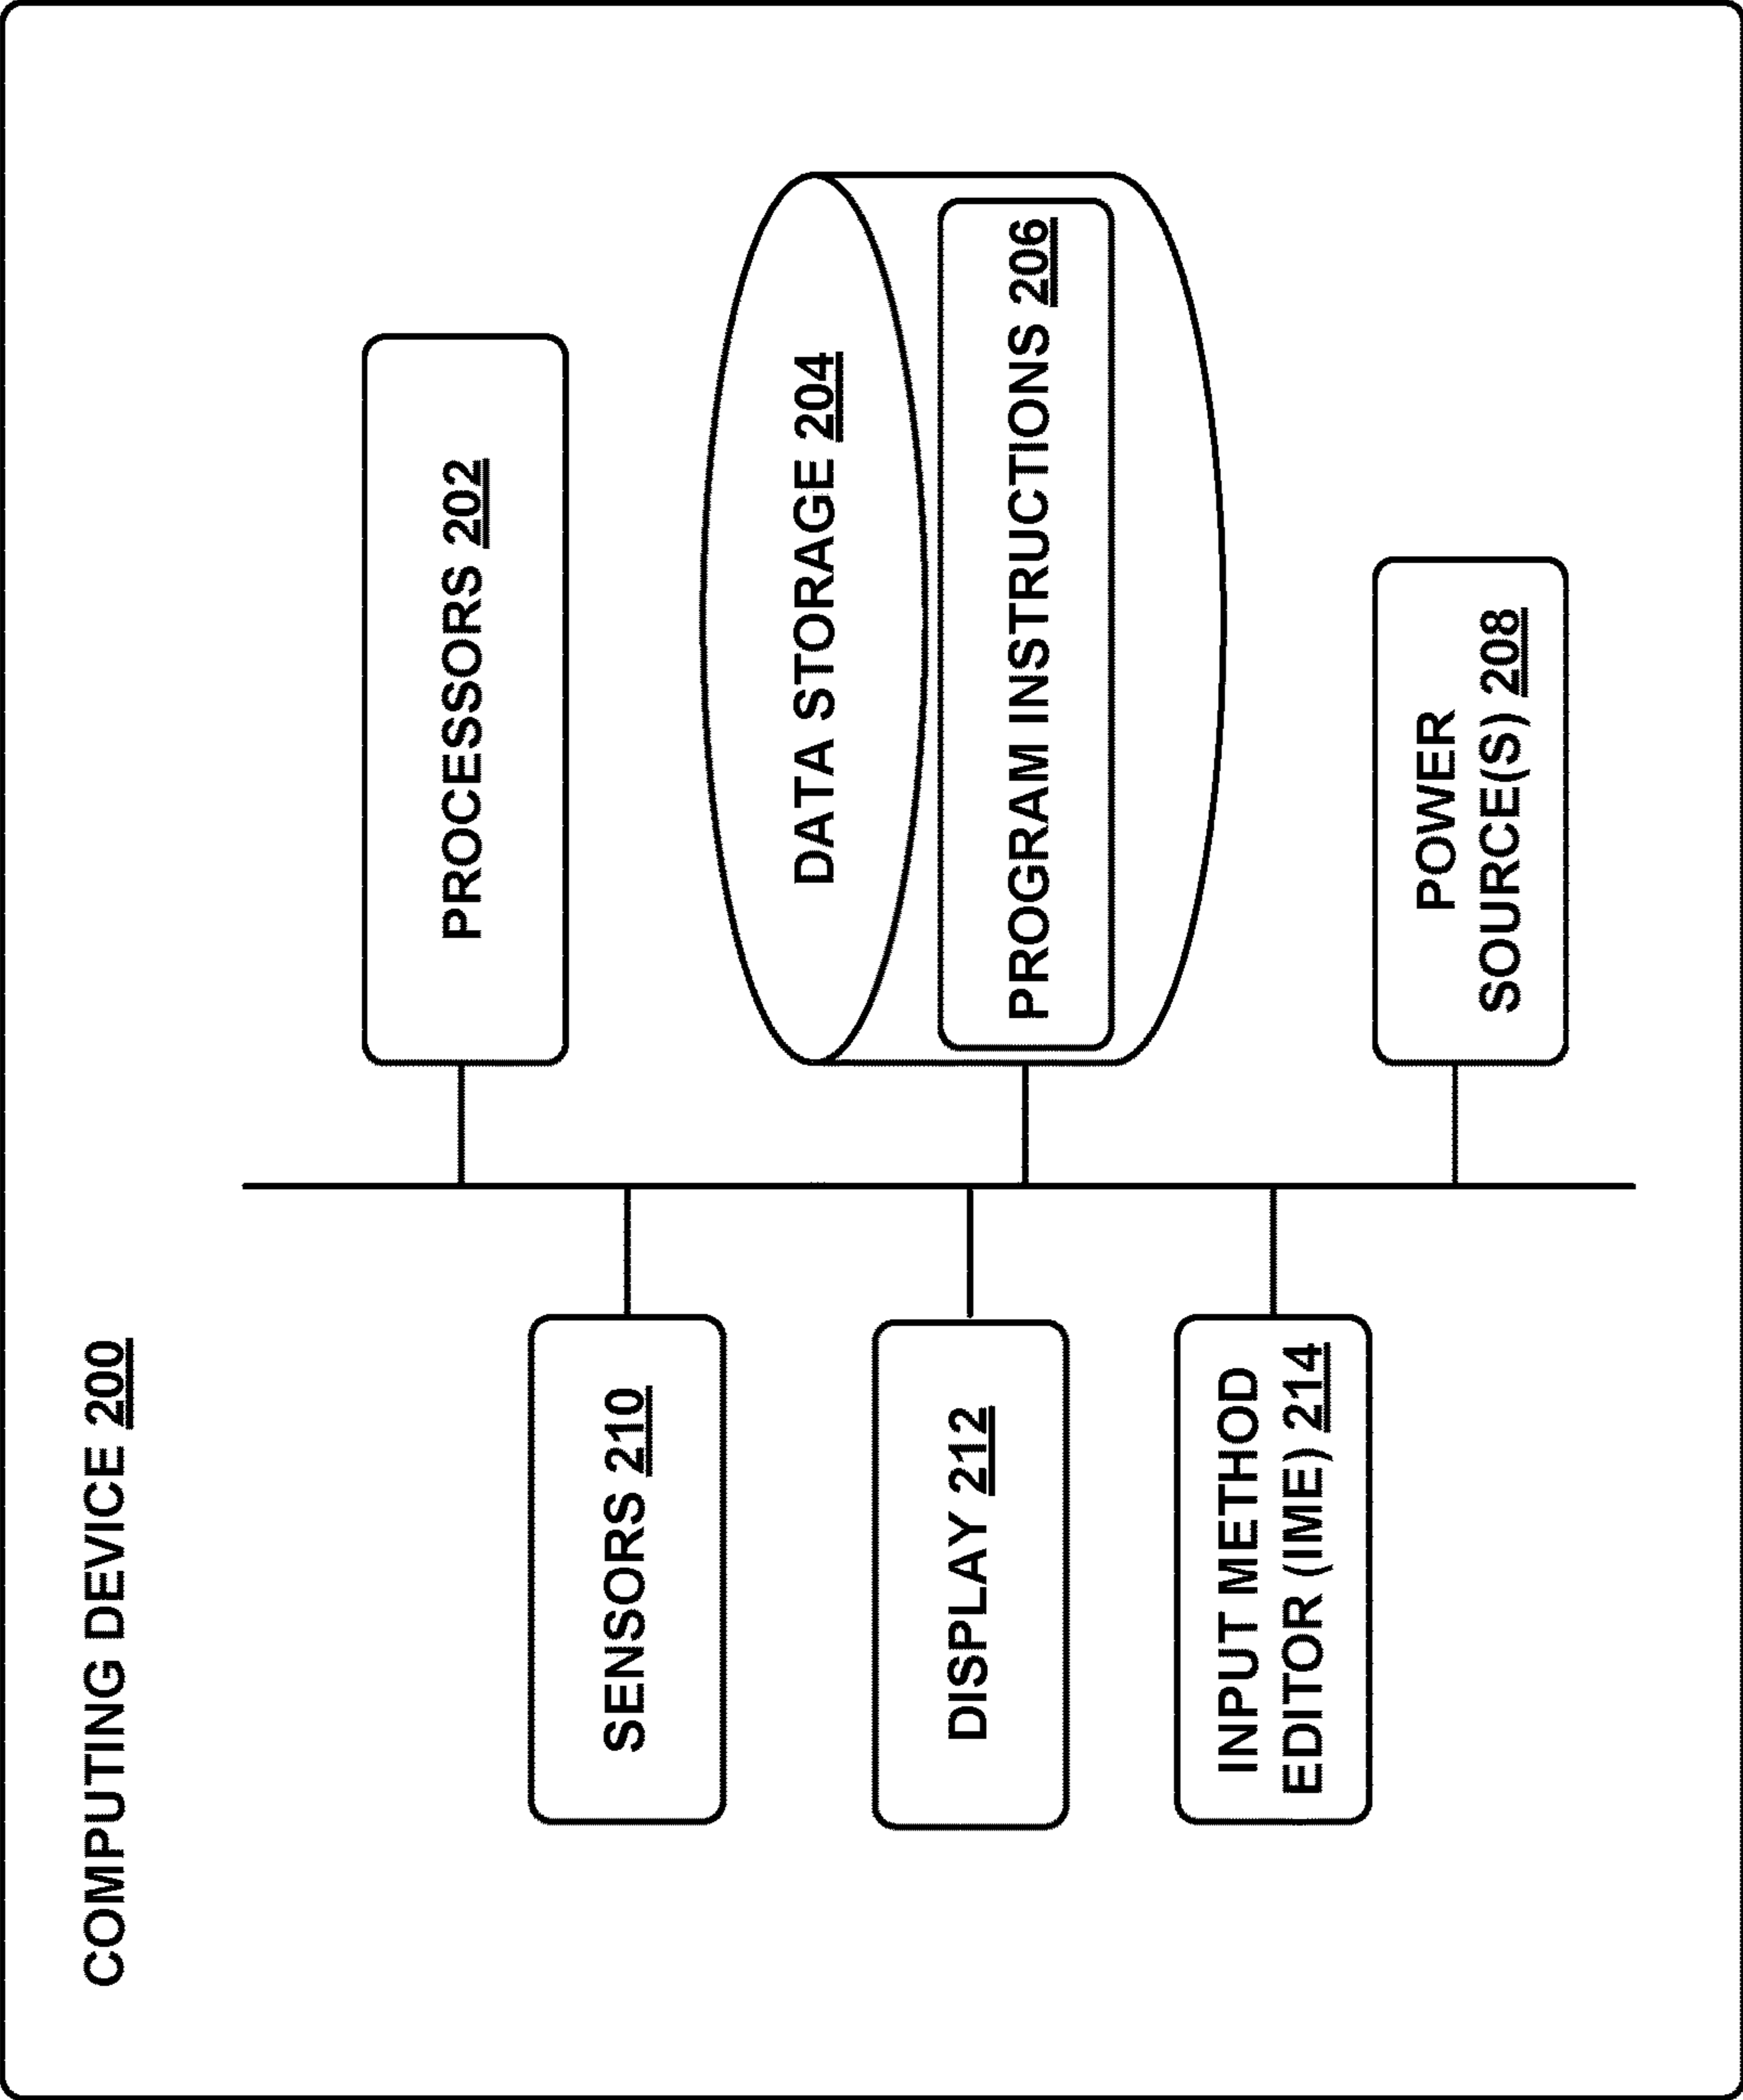 COMPUTING DEVICE 200
PROCESSORS 202
SENSORS 210
DATA STORAGE 204
DISPLAY 212
PROGRAM INSTRUCTIONS 206
INPUT METHOD
EDITOR (IME) 214
POWER
SOURCE(S) 208